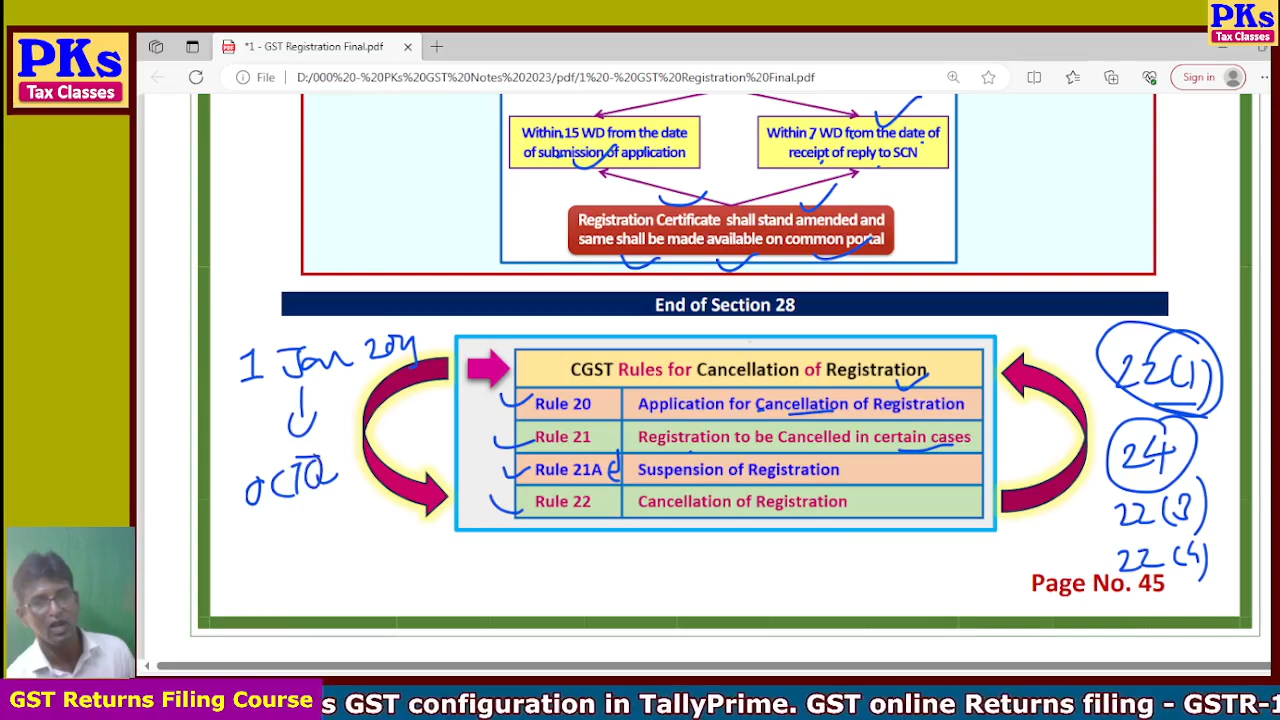 PKs
Tax Classes
PKs
Tax Classes
*1 - GST Registration Final.pdf
File D:/000%20-%20PKs%20GST%20Notes%202023/pdf/1%20-%20GST%20Registration%20Final.pdf
Sign in
Within 15 WD from the date
of submission of application
Within 7 WD from the date of
receipt of reply to SCN
Registration Certificate shall stand amended and
same shall be made available on common portal
End of Section 28
CGST Rules for Cancellation of Registration
Rule 20 Application for Cancellation of Registration
Rule 21 Registration to be Cancelled in certain cases
Rule 21A Suspension of Registration
Rule 22 Cancellation of Registration
1 Jan
22(1)
24
22(3)
22(4)
Page No. 45
GST Returns Filing Course
s GST configuration in TallyPrime. GST online Returns filing - GSTR-1